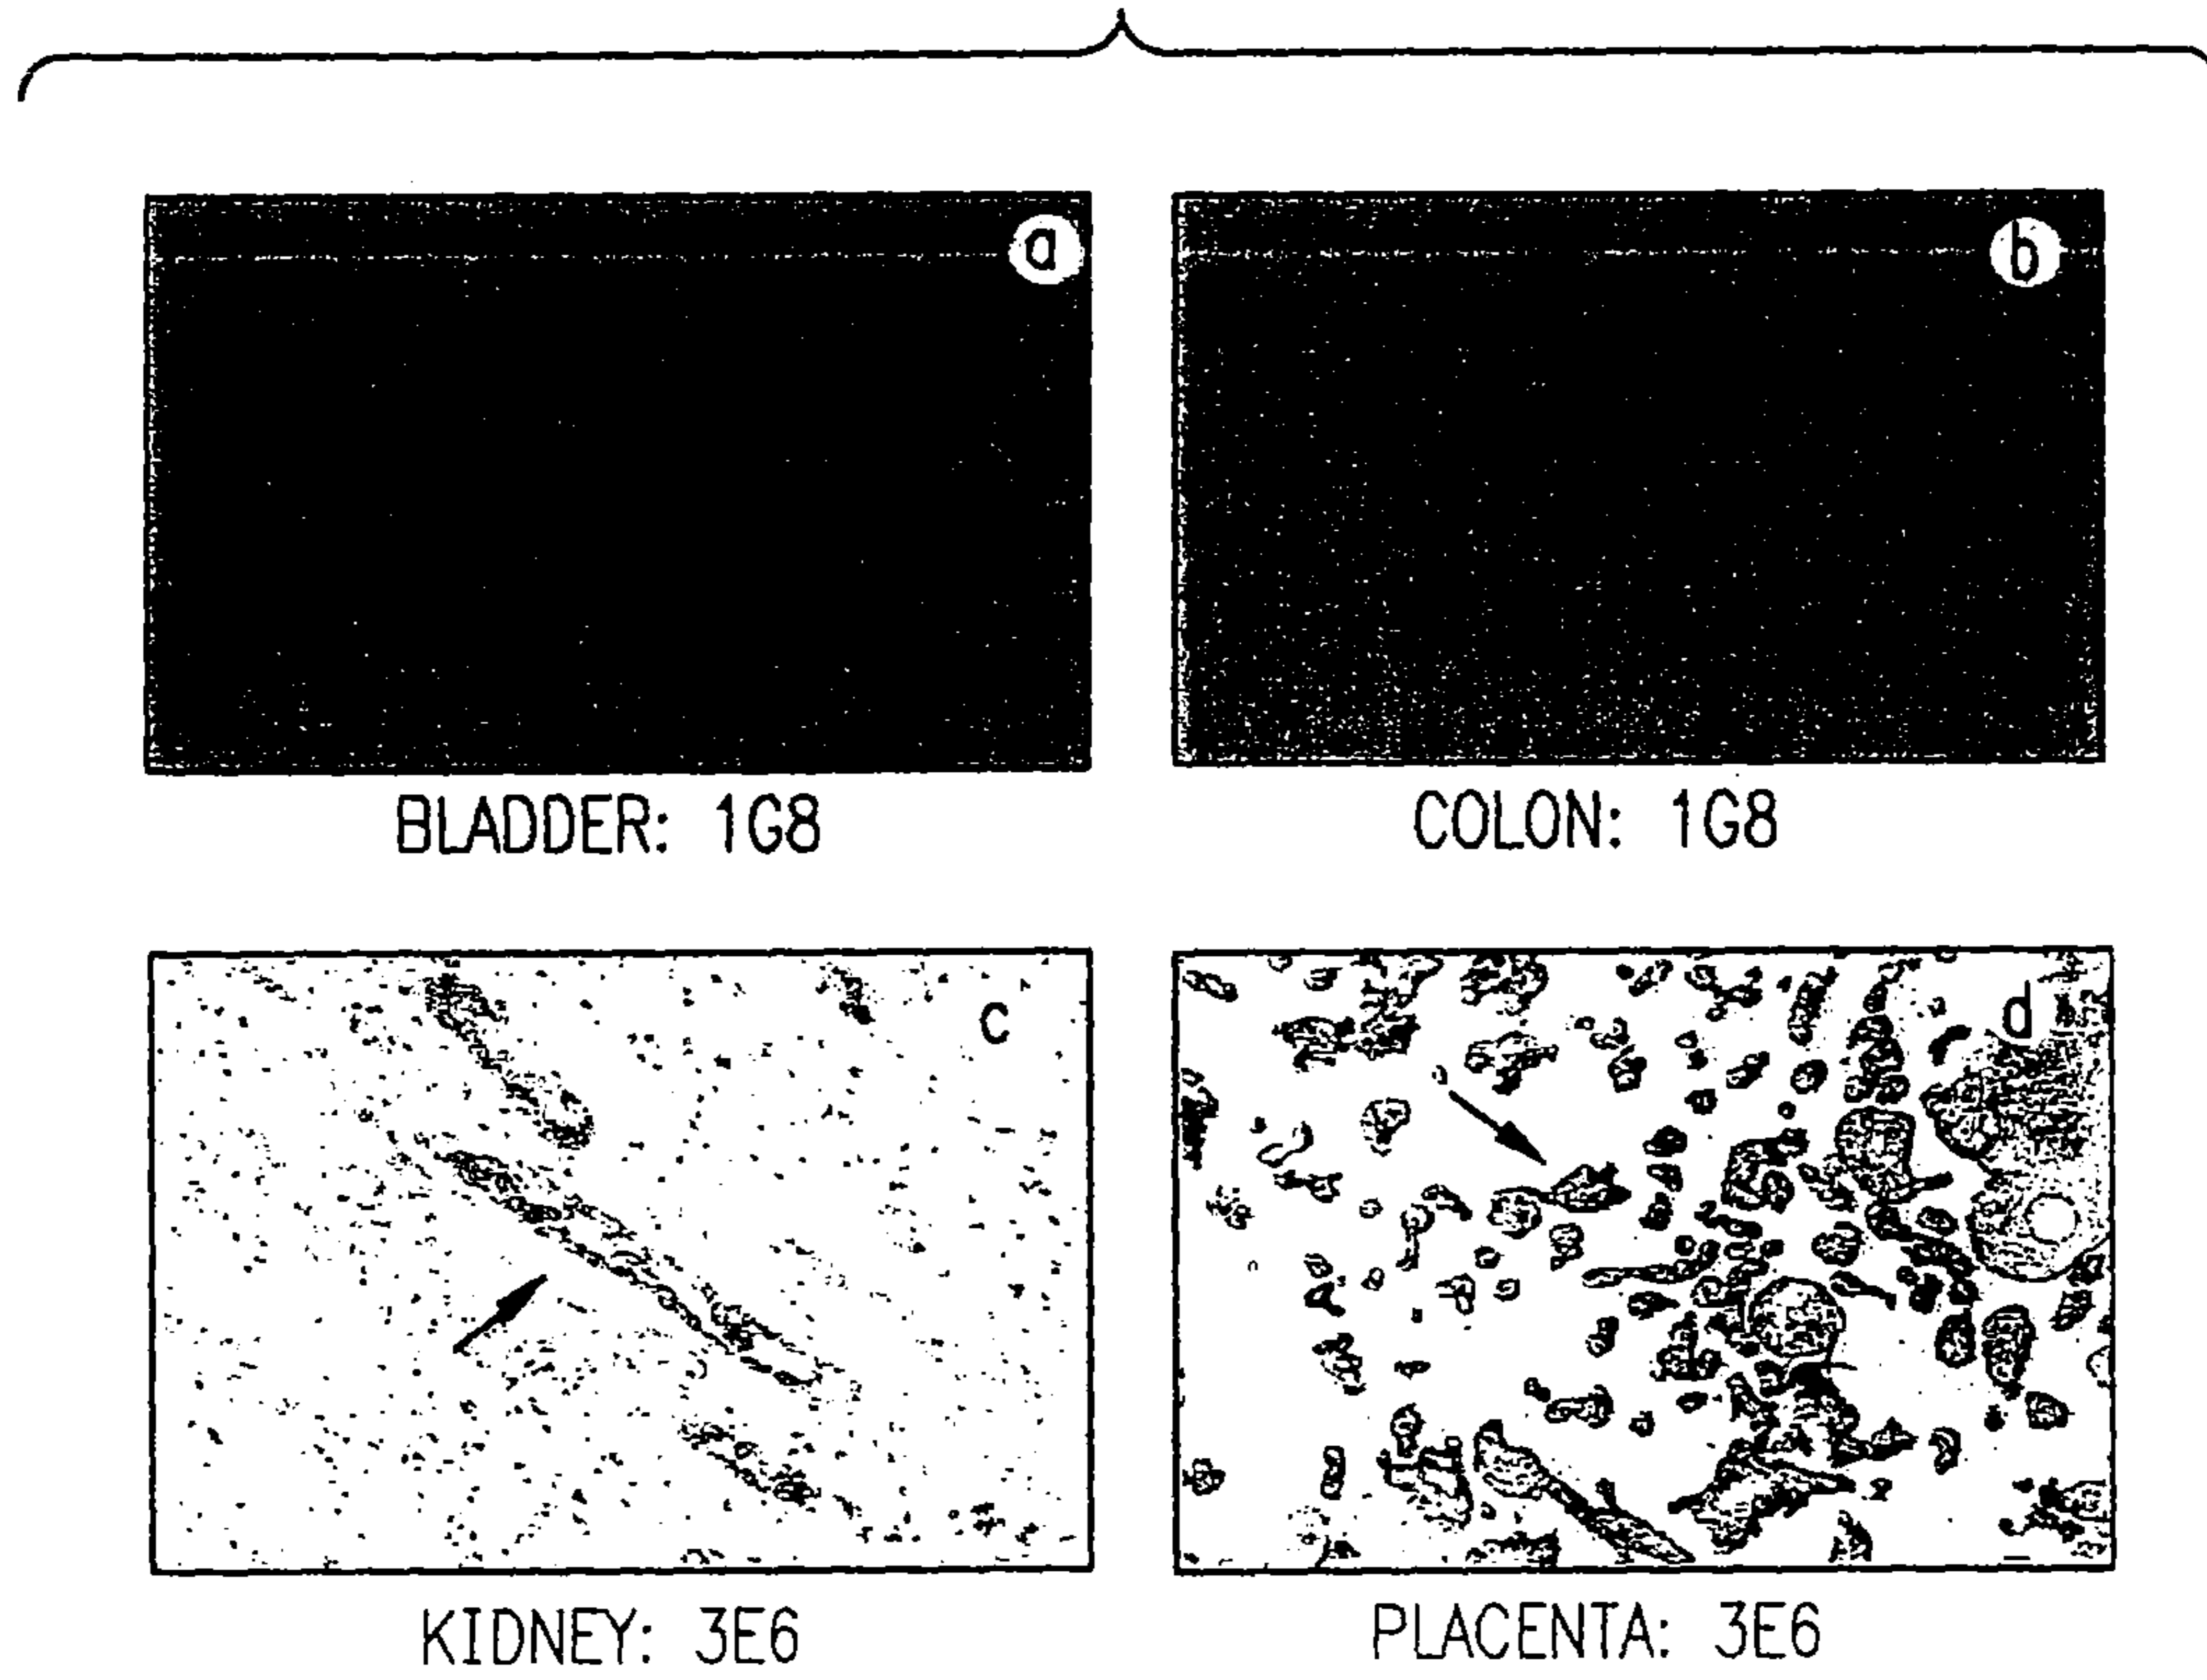 a
b
BLADDER: 1G8
COLON: 1G8
c
d
KIDNEY: 3E6
PLACENTA: 3E6